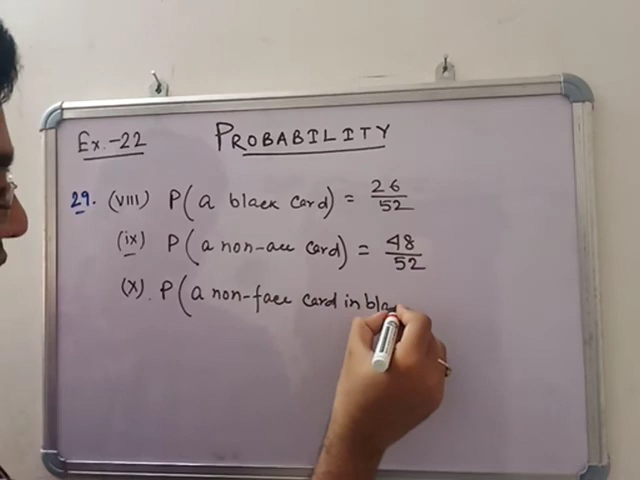 Ex.-22 PROBABILITY
29. (VIII) P(a black card) = 26/52
(ix) P(a non-ace card) = 48/52
(X). P(a non-face card in bla